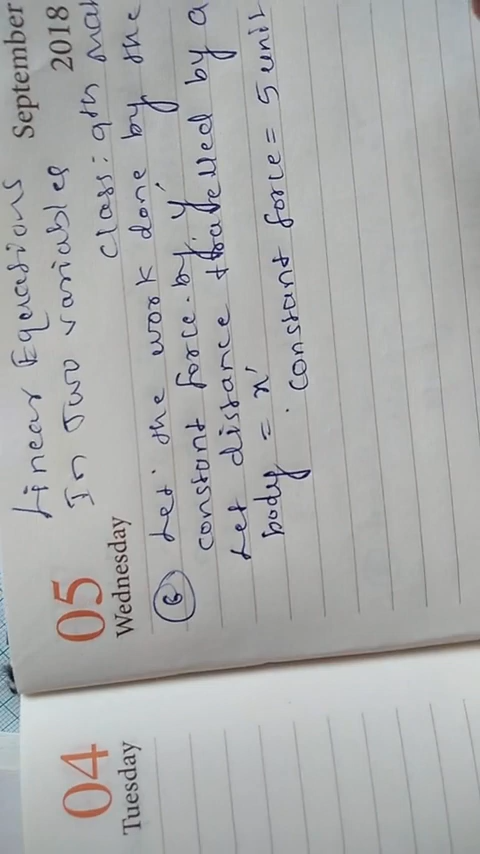 04
Tuesday
05
Wednesday
September
2018
Linear Equations
In Two variables
class: 9th
(6) Let the work done by the
constant force by y
Let distance travelled by a
body = x
constant force = 5 unit